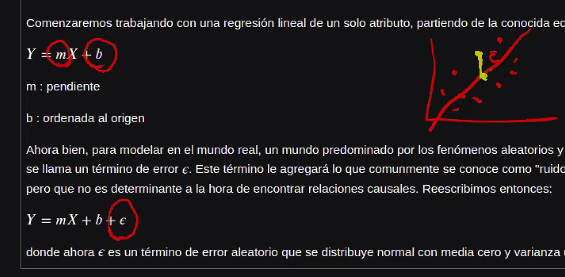 Comenzaremos trabajando con una regresión lineal de un solo atributo, partiendo de la conocida
Y = mX + b
m : pendiente
b : ordenada al origen
Ahora bien, para modelar en el mundo real, un mundo predominado por los fenómenos aleatorios y
se llama un término de error ϵ. Este término le agregará lo que comunmente se conoce como "ruido
pero que no es determinante a la hora de encontrar relaciones causales. Reescribimos entonces:
Y = mX + b + ϵ
donde ahora ϵ es un término de error aleatorio que se distribuye normal con media cero y varianza